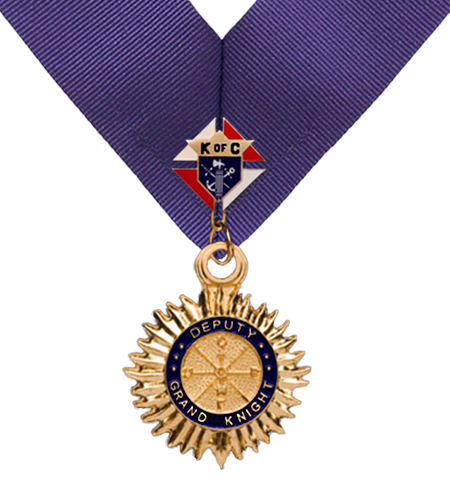 K OF C
DEPUTY
GRAND KNIGHT